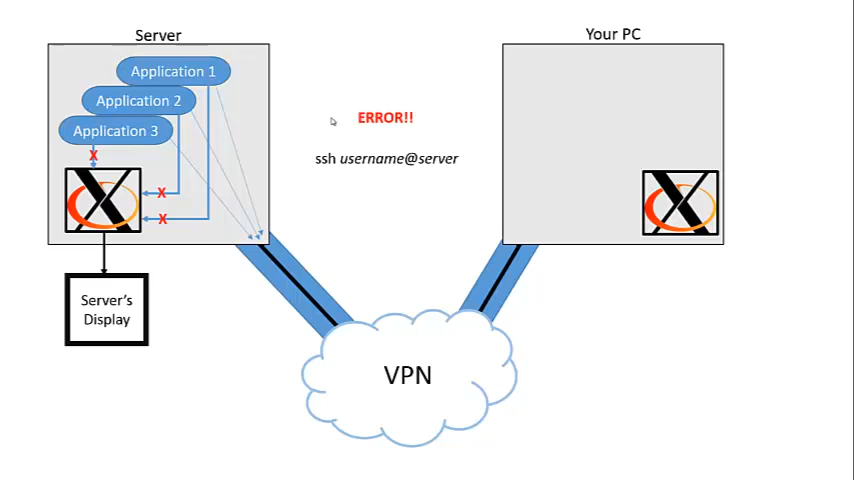 Server
Your PC
Application 1
Application 2
Application 3
X
X
X
ERROR!!
ssh username@server
Server's
Display
VPN